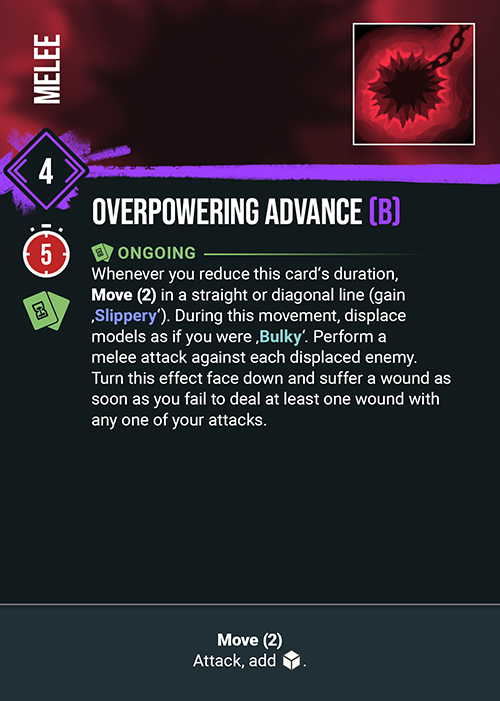 MELEE
4
OVERPOWERING ADVANCE (B)
5
ONGOING
Whenever you reduce this card‘s duration,
Move (2) in a straight or diagonal line (gain
‚Slippery‘). During this movement, displace
models as if you were ‚Bulky‘. Perform a
melee attack against each displaced enemy.
Turn this effect face down and suffer a wound as
soon as you fail to deal at least one wound with
any one of your attacks.
Move (2)
Attack, add .